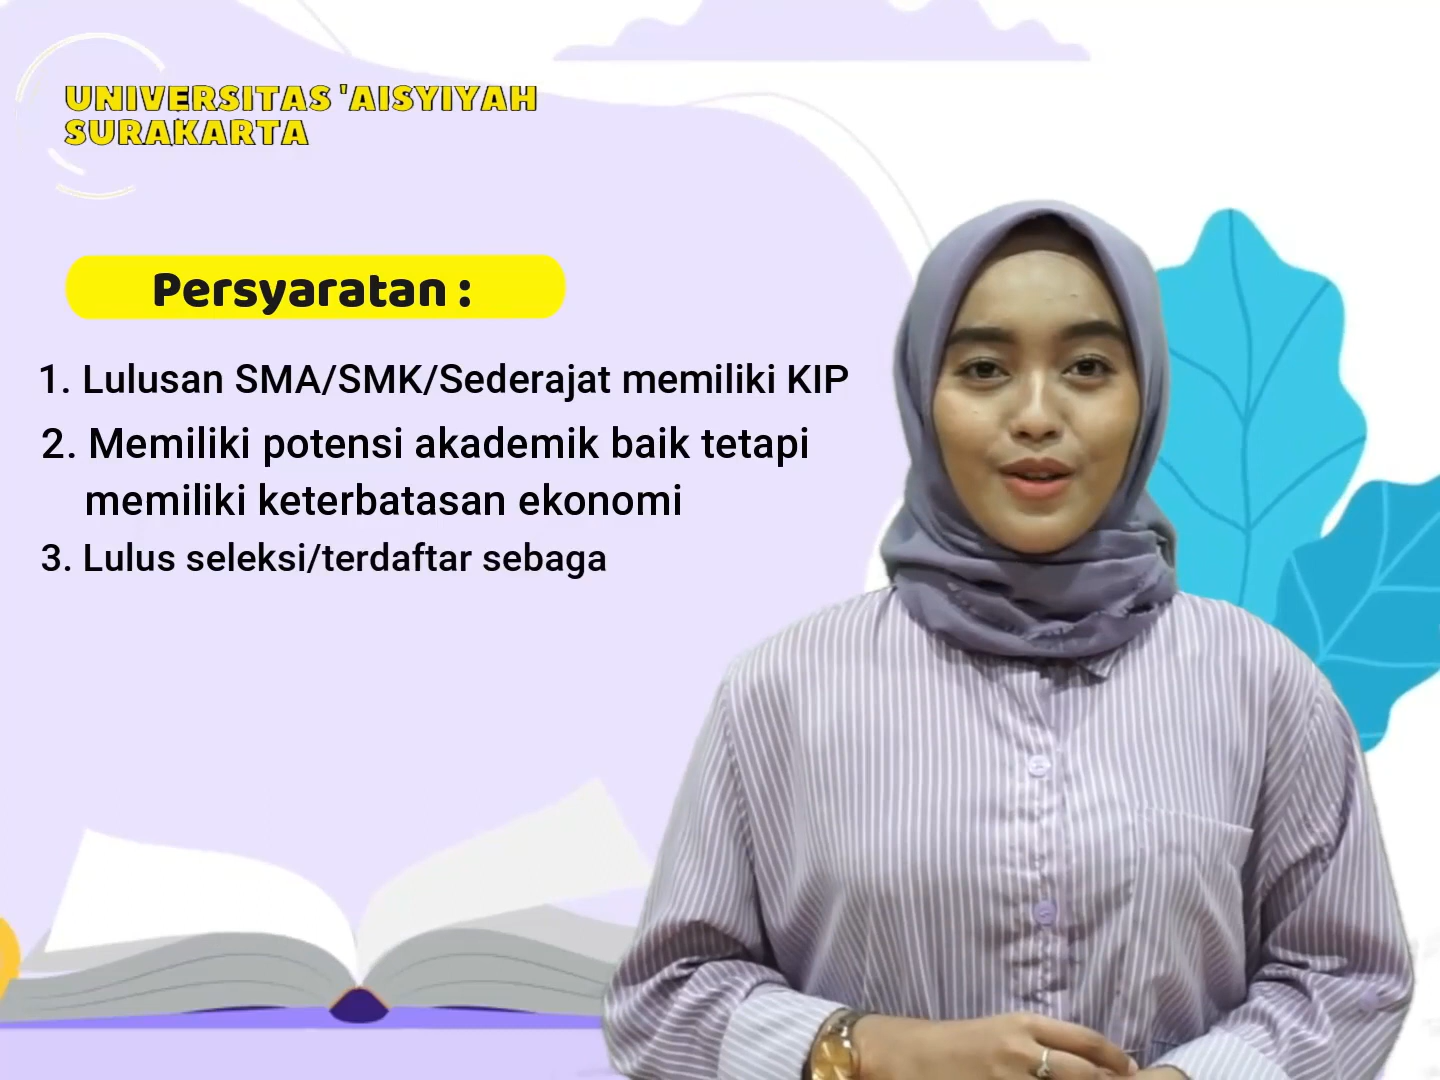 UNIVERSITAS 'AISYIYAH
SURAKARTA
Persyaratan :
1. Lulusan SMA/SMK/Sederajat memiliki KIP
2. Memiliki potensi akademik baik tetapi
memiliki keterbatasan ekonomi
3. Lulus seleksi/terdaftar sebaga